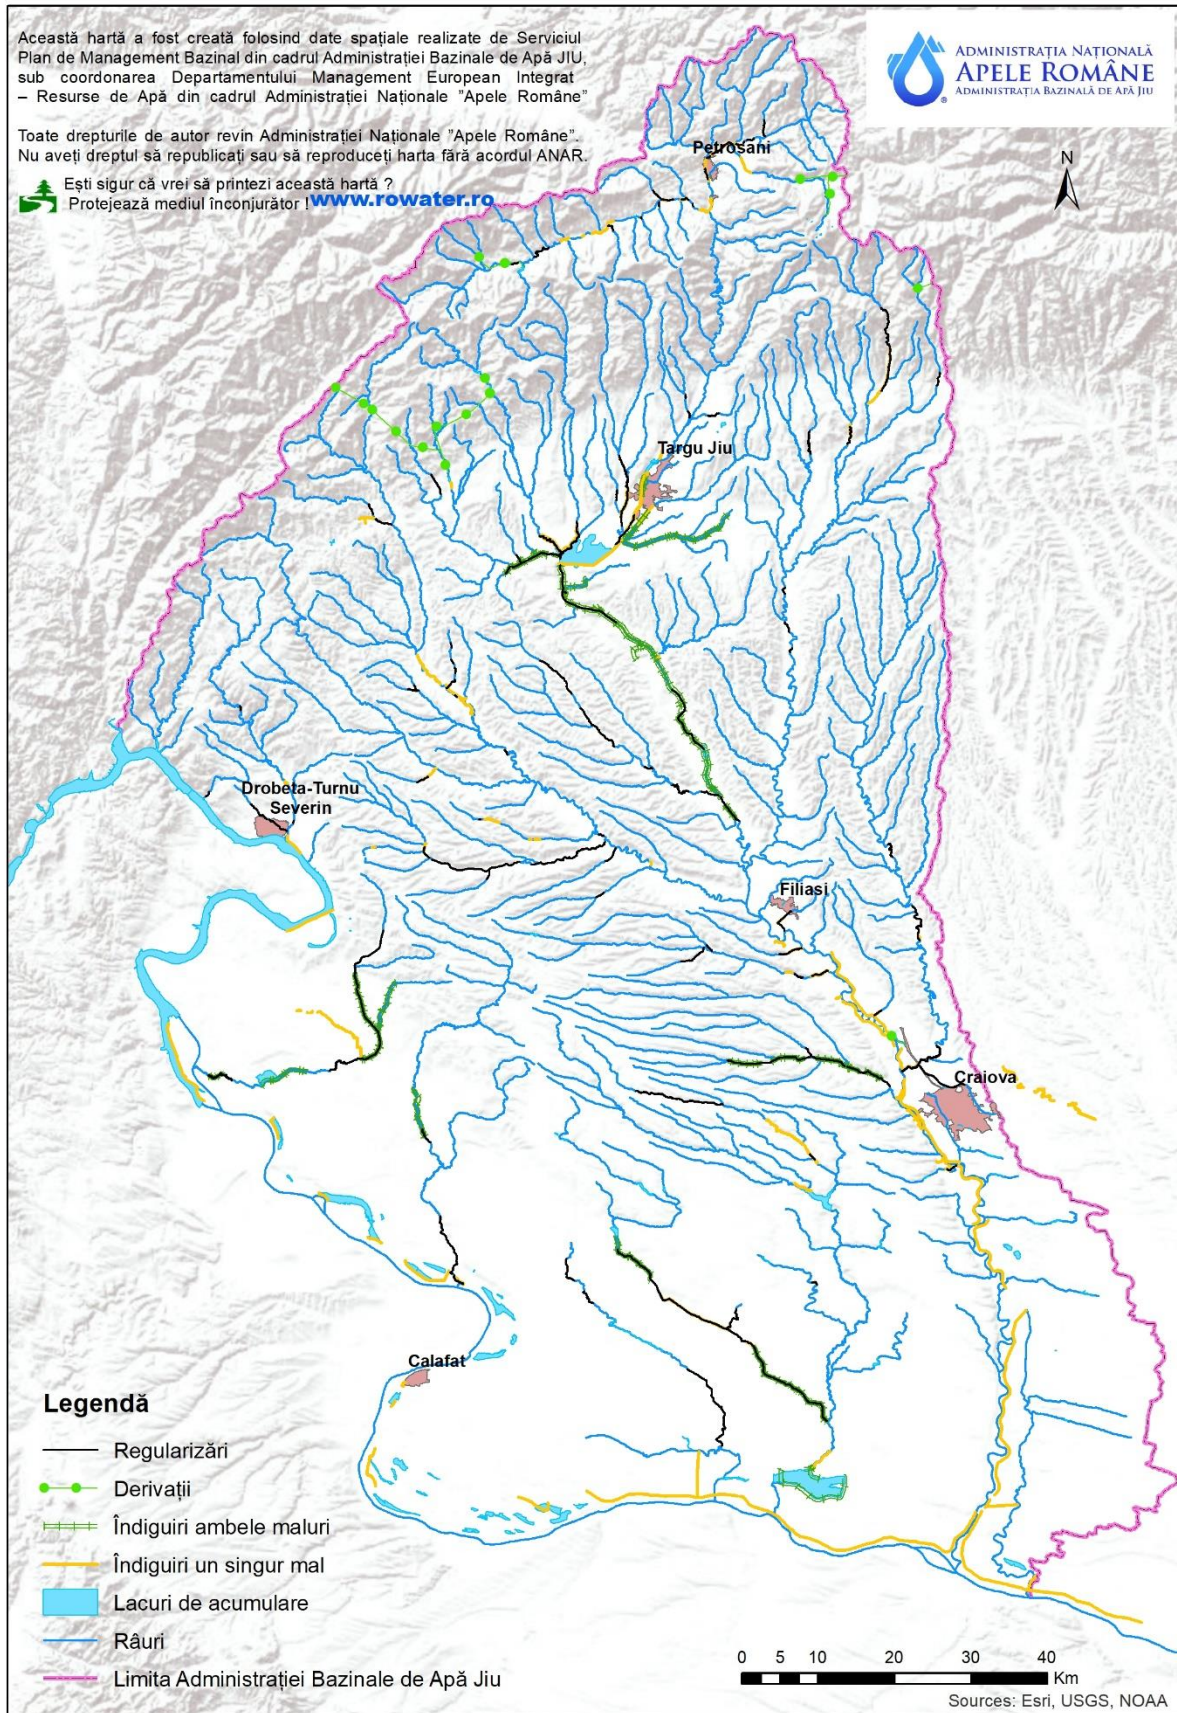 Această hartă a fost creată folosind date spațiale realizate de Serviciul
Plan de Management Bazinal din cadrul Administrației Bazinale de Apă JIU,
sub coordonarea Departamentului Management European Integrat
– Resurse de Apă din cadrul Administrației Naționale "Apele Române"
Toate drepturile de autor revin Administrației Naționale "Apele Române".
Nu aveți dreptul să republicați sau să reproduceți harta fără acordul ANAR.
Ești sigur că vrei să printezi această hartă ?
Protejează mediul înconjurător ! www.rowater.ro
ADMINISTRAȚIA NAȚIONALĂ
APELE ROMÂNE
ADMINISTRAȚIA BAZINALĂ DE APĂ JIU
®
N
Petrosani
Targu Jiu
Drobeta-Turnu
Severin
Filiasi
Craiova
Calafat
Legendă
Regularizări
Derivații
Îndiguiri ambele maluri
Îndiguiri un singur mal
Lacuri de acumulare
Râuri
Limita Administrației Bazinale de Apă Jiu
0 5 10 20 30 40
Km
Sources: Esri, USGS, NOAA